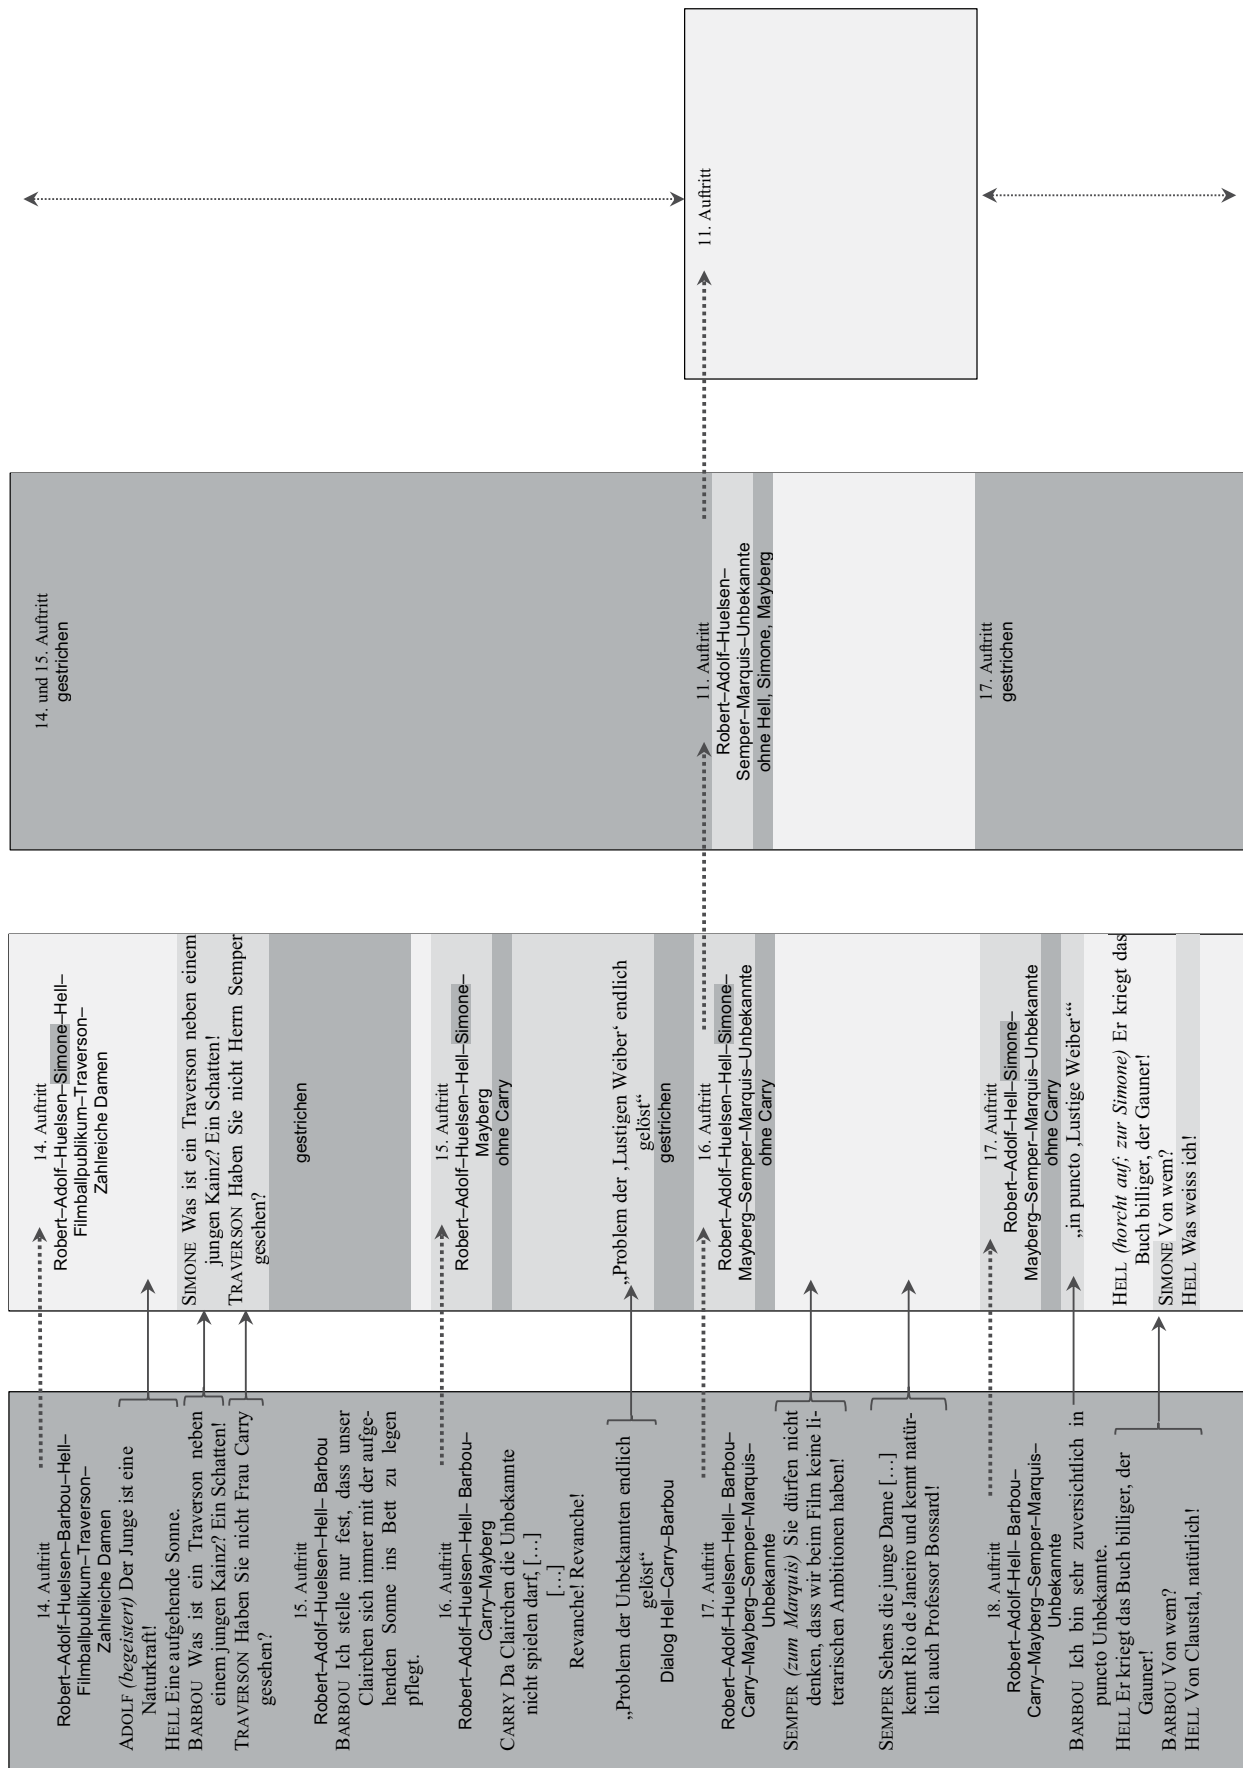 14. Auftritt
Robert–Adolf–Huelsen–Barbou–Hell–
Filmballpublikum–Traverson–
Zahlreiche Damen
ADOLF (begeistert) Der Junge ist eine
Naturkraft!
HELL Eine aufgehende Sonne.
BARBOU Was ist ein Traverson neben
einem jungen Kainz? Ein Schatten!
TRAVERSON Haben Sie nicht Frau Carry
gesehen?
15. Auftritt
Robert–Adolf–Huelsen–Hell– Barbou
BARBOU Ich stelle nur fest, dass unser
Clairchen sich immer mit der aufge-
henden Sonne ins Bett zu legen
pflegt.
16. Auftritt
Robert–Adolf–Huelsen–Hell– Barbou–
Carry–Mayberg
CARRY Da Clairchen die Unbekannte
nicht spielen darf, […]
[…]
Revanche! Revanche!
„Problem der Unbekannten endlich
gelöst“
Dialog Hell–Carry–Barbou
17. Auftritt
Robert–Adolf–Huelsen–Hell– Barbou–
Carry–Mayberg–Semper–Marquis–
Unbekannte
SEMPER (zum Marquis) Sie dürfen nicht
denken, dass wir beim Film keine li-
terarischen Ambitionen haben!
SEMPER Sehens die junge Dame […]
kennt Rio de Janeiro und kennt natür-
lich auch Professor Bossard!
18. Auftritt
Robert–Adolf–Hell– Barbou–
Carry–Mayberg–Semper–Marquis–
Unbekannte
BARBOU Ich bin sehr zuversichtlich in
puncto Unbekannte.
HELL Er kriegt das Buch billiger, der
Gauner!
BARBOU Von wem?
HELL Von Claustal, natürlich!
14. Auftritt
Robert–Adolf–Huelsen–Simone–Hell–
Filmballpublikum–Traverson–
Zahlreiche Damen
SIMONE Was ist ein Traverson neben einem
jungen Kainz? Ein Schatten!
TRAVERSON Haben Sie nicht Herrn Semper
gesehen?
gestrichen
15. Auftritt
Robert–Adolf–Huelsen–Hell–Simone–
Mayberg
ohne Carry
„Problem der ‚Lustigen Weiber‘ endlich
gelöst“
gestrichen
16. Auftritt
Robert–Adolf–Huelsen–Hell–Simone–
Mayberg–Semper–Marquis–Unbekannte
ohne Carry
17. Auftritt
Robert–Adolf–Hell–Simone–
Mayberg–Semper–Marquis–Unbekannte
ohne Carry
„in puncto ‚Lustige Weiber‘“
HELL (horcht auf; zur Simone) Er kriegt das
Buch billiger, der Gauner!
SIMONE Von wem?
HELL Was weiss ich!
14. und 15. Auftritt
gestrichen
11. Auftritt
Robert–Adolf–Huelsen–
Semper–Marquis–Unbekannte
ohne Hell, Simone, Mayberg
17. Auftritt
gestrichen
11. Auftritt